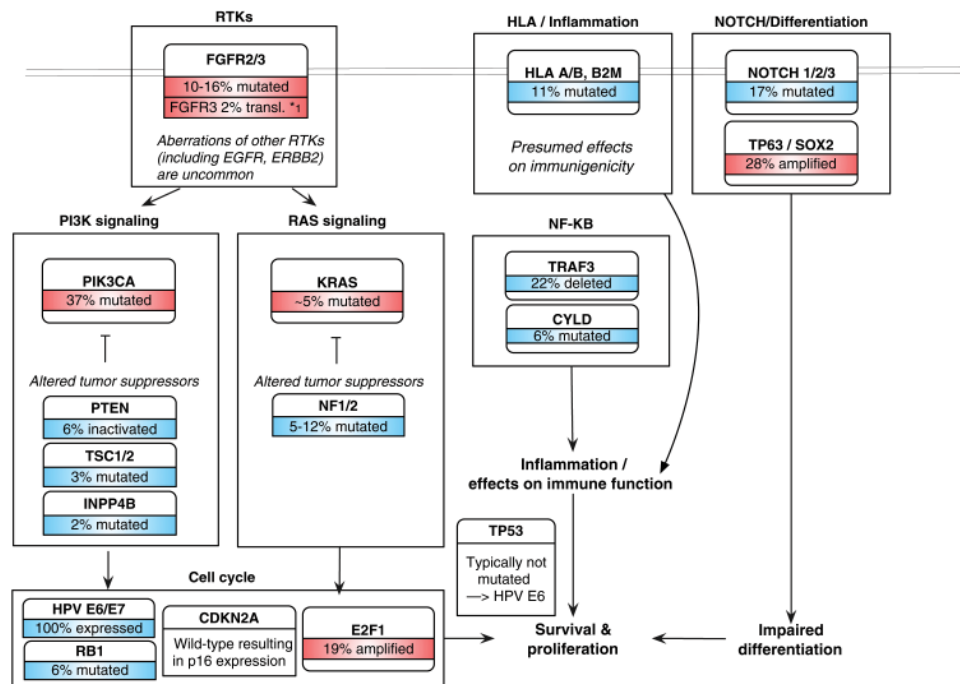 RTKs
FGFR2/3
10-16% mutated
FGFR3 2% transl. *1
Aberrations of other RTKs
(including EGFR, ERBB2)
are uncommon
HLA / Inflammation
HLA A/B, B2M
11% mutated
Presumed effects
on immunigenicity
NOTCH/Differentiation
NOTCH 1/2/3
17% mutated
TP63 / SOX2
28% amplified
PI3K signaling
PIK3CA
37% mutated
Altered tumor suppressors
PTEN
6% inactivated
TSC1/2
3% mutated
INPP4B
2% mutated
RAS signaling
KRAS
~5% mutated
Altered tumor suppressors
NF1/2
5-12% mutated
NF-KB
TRAF3
22% deleted
CYLD
6% mutated
Inflammation /
effects on immune function
TP53
Typically not
mutated
—> HPV E6
Cell cycle
HPV E6/E7
100% expressed
RB1
6% mutated
CDKN2A
Wild-type resulting
in p16 expression
E2F1
19% amplified
Survival &
proliferation
Impaired
differentiation